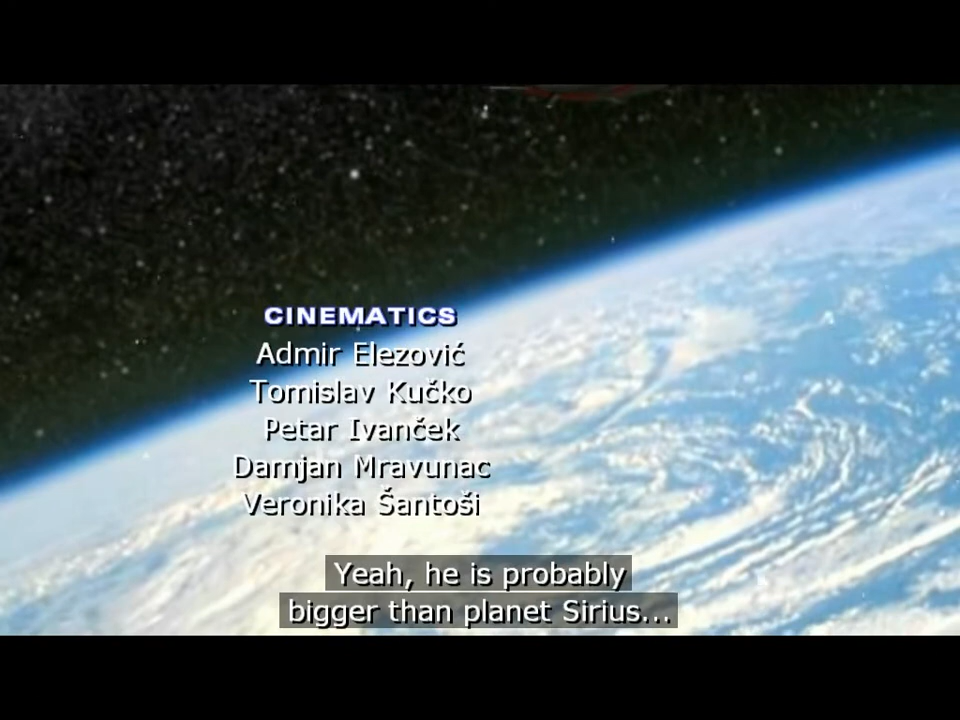 CINEMATICS
Admir Elezović
Tomislav Kučko
Petar Ivanček
Damjan Mravunac
Veronika Šantoši
Yeah, he is probably
bigger than planet Sirius...